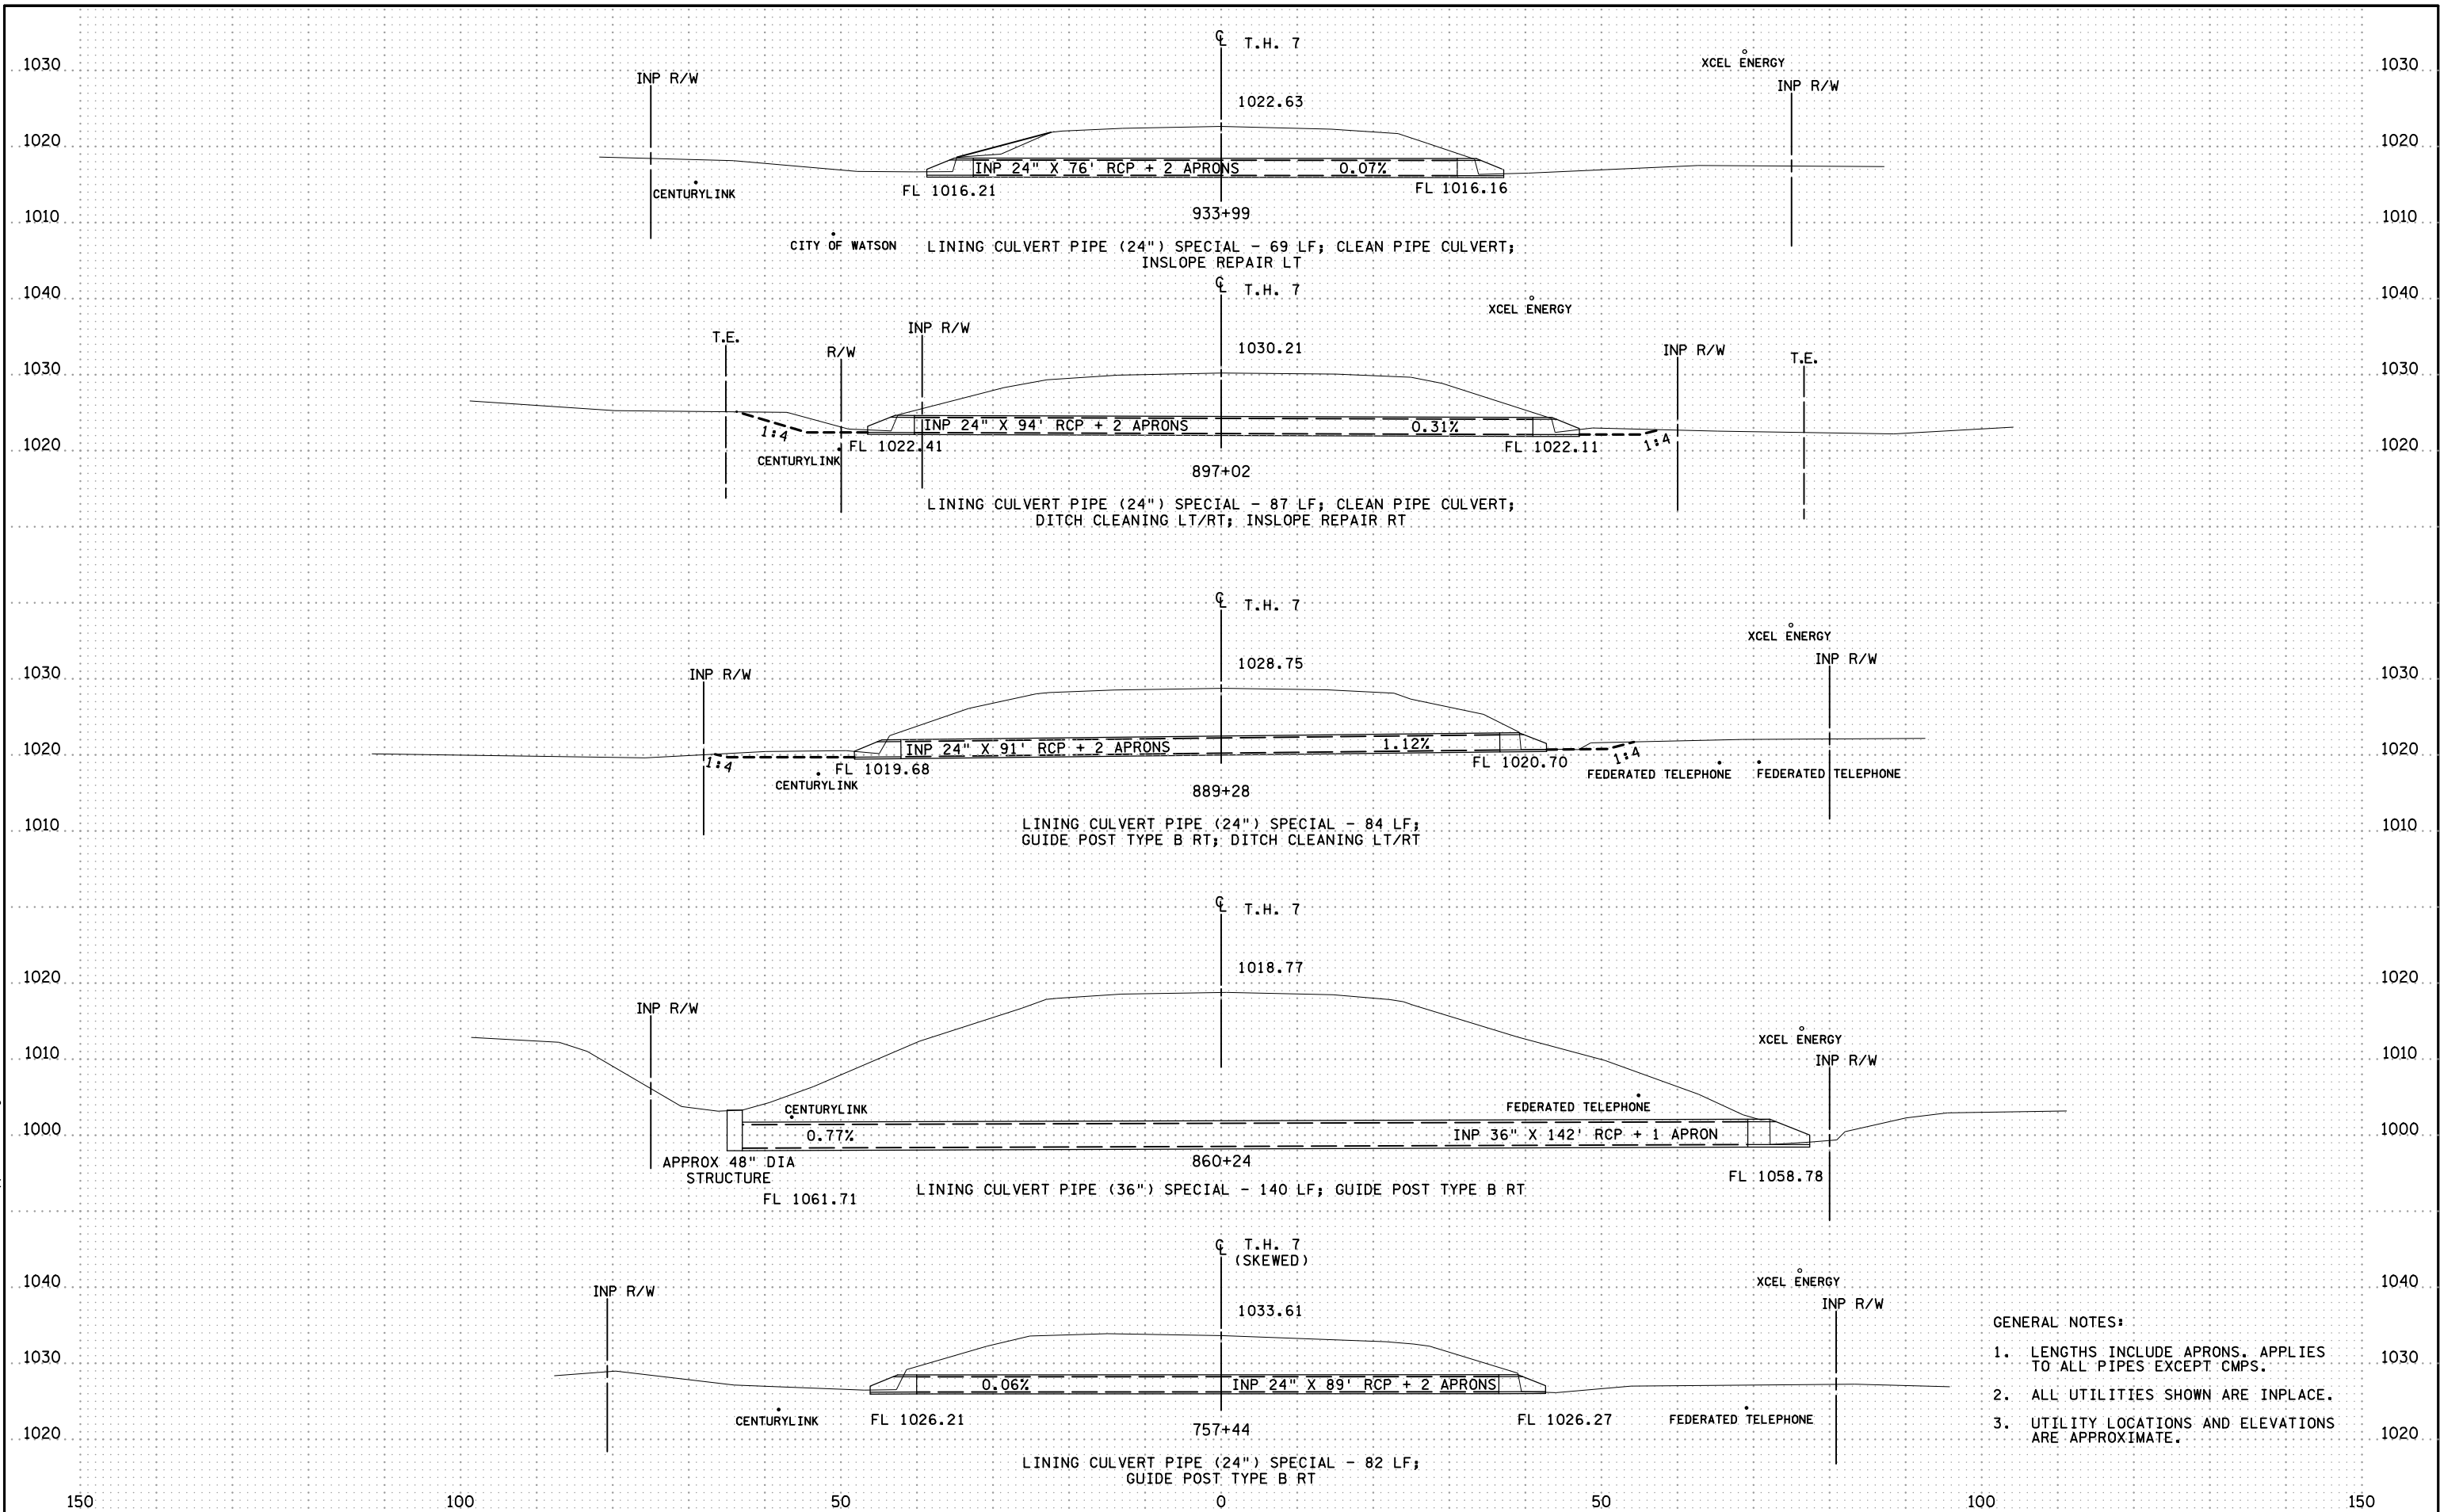 ℄ T.H. 7
XCEL ENERGY
1030
INP R/W
1022.63
INP R/W
1030
1020
1020
INP 24" X 76' RCP + 2 APRONS 0.07%
CENTURYLINK
FL 1016.21
FL 1016.16
1010
933+99
1010
CITY OF WATSON
LINING CULVERT PIPE (24") SPECIAL - 69 LF; CLEAN PIPE CULVERT;
INSLOPE REPAIR LT
℄ T.H. 7
1040
XCEL ENERGY
1040
T.E.
R/W
INP R/W
1030.21
INP R/W
T.E.
1030
1030
1:4
INP 24" X 94' RCP + 2 APRONS 0.31%
1:4
1020
CENTURYLINK
FL 1022.41
FL 1022.11
1020
897+02
LINING CULVERT PIPE (24") SPECIAL - 87 LF; CLEAN PIPE CULVERT;
DITCH CLEANING LT/RT; INSLOPE REPAIR RT
℄ T.H. 7
XCEL ENERGY
1030
INP R/W
1028.75
INP R/W
1030
1020
INP 24" X 91' RCP + 2 APRONS 1.12%
1020
1:4
FL 1019.68
FL 1020.70
1:4
CENTURYLINK
FEDERATED TELEPHONE
FEDERATED TELEPHONE
889+28
1010
LINING CULVERT PIPE (24") SPECIAL - 84 LF;
GUIDE POST TYPE B RT; DITCH CLEANING LT/RT
1010
℄ T.H. 7
1020
1018.77
1020
INP R/W
1010
XCEL ENERGY
INP R/W
1010
CENTURYLINK
FEDERATED TELEPHONE
1000
0.77%
INP 36" X 142' RCP + 1 APRON
1000
APPROX 48" DIA
STRUCTURE
860+24
FL 1061.71
LINING CULVERT PIPE (36") SPECIAL - 140 LF; GUIDE POST TYPE B RT
FL 1058.78
℄ T.H. 7
(SKEWED)
1040
XCEL ENERGY
1040
INP R/W
1033.61
INP R/W
1030
1030
0.06%
INP 24" X 89' RCP + 2 APRONS
CENTURYLINK
FL 1026.21
FL 1026.27
FEDERATED TELEPHONE
1020
757+44
1020
LINING CULVERT PIPE (24") SPECIAL - 82 LF;
GUIDE POST TYPE B RT
GENERAL NOTES:
1. LENGTHS INCLUDE APRONS. APPLIES
TO ALL PIPES EXCEPT CMPS.
2. ALL UTILITIES SHOWN ARE INPLACE.
3. UTILITY LOCATIONS AND ELEVATIONS
ARE APPROXIMATE.
150 100 50 0 50 100 150